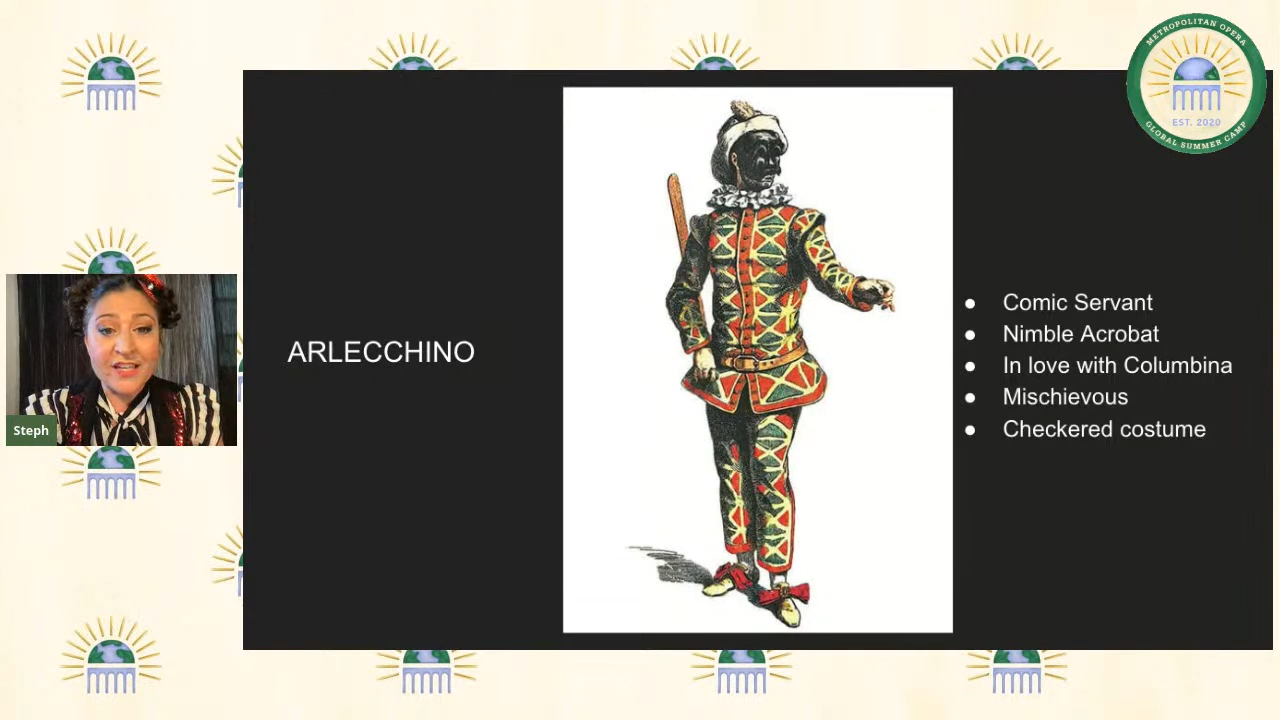 METROPOLITAN OPERA
EST. 2020
GLOBAL SUMMER CAMP
Steph
ARLECCHINO
● Comic Servant
● Nimble Acrobat
● In love with Columbina
● Mischievous
● Checkered costume